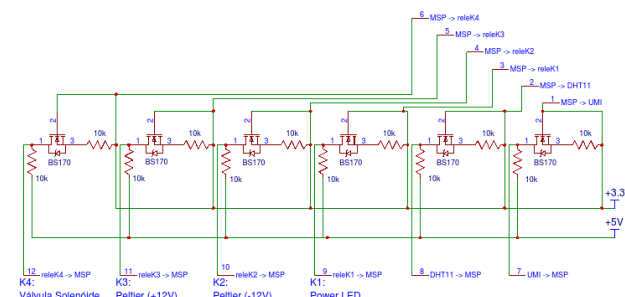 6 MSP -> releK4
5 MSP -> releK3
4 MSP -> releK2
3 MSP -> releK1
2 MSP -> DHT11
1 MSP -> UMI
2 2 2 2 2 2
1 3 10k 1 3 10k 1 3 10k 1 3 10k 1 3 10k 1 3 10k
BS170 BS170 BS170 BS170 BS170 BS170
10k 10k 10k 10k 10k 10k
+3.3
+5V
12 releK4 -> MSP 11 releK3 -> MSP 10 releK2 -> MSP 9 releK1 -> MSP 8 DHT11 -> MSP 7 UMI -> MSP
K4: K3: K2: K1:
Válvula Solenóide Peltier (+12V) Peltier (-12V) Power LED